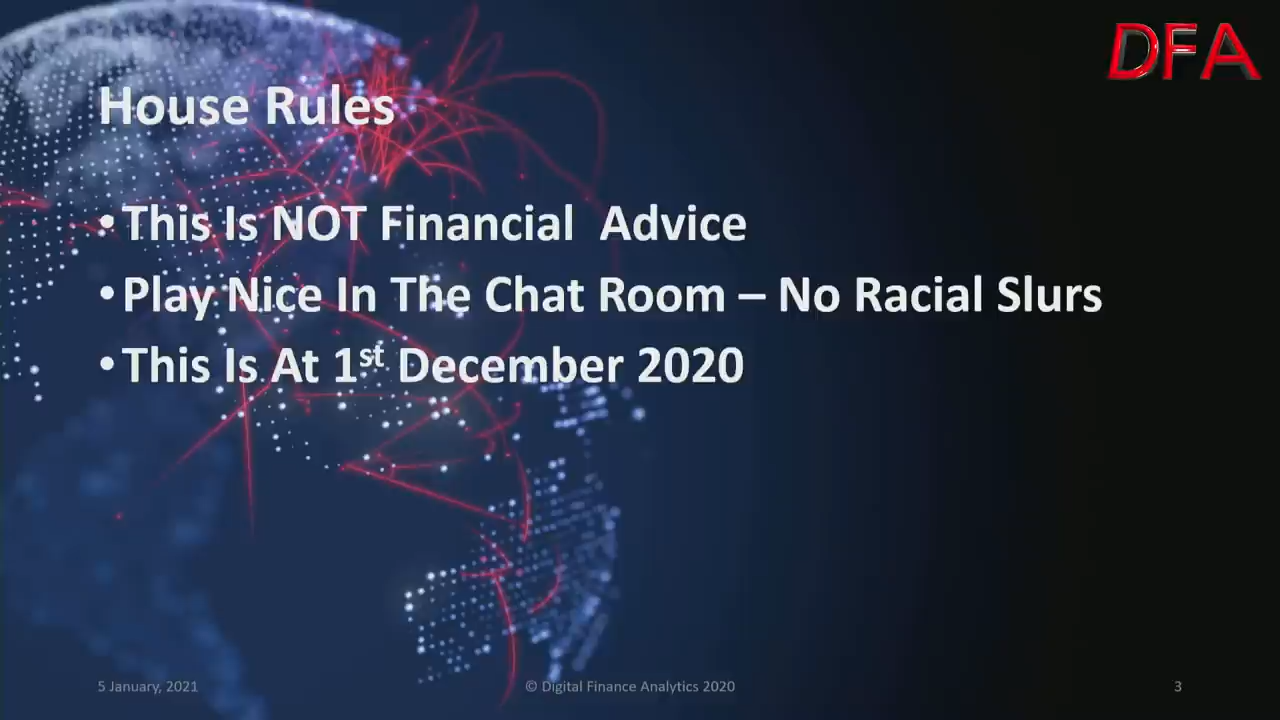 DFA
House Rules
•This Is NOT Financial  Advice
•Play Nice In The Chat Room – No Racial Slurs
•This Is At 1st December 2020
5 January, 2021
© Digital Finance Analytics 2020
3